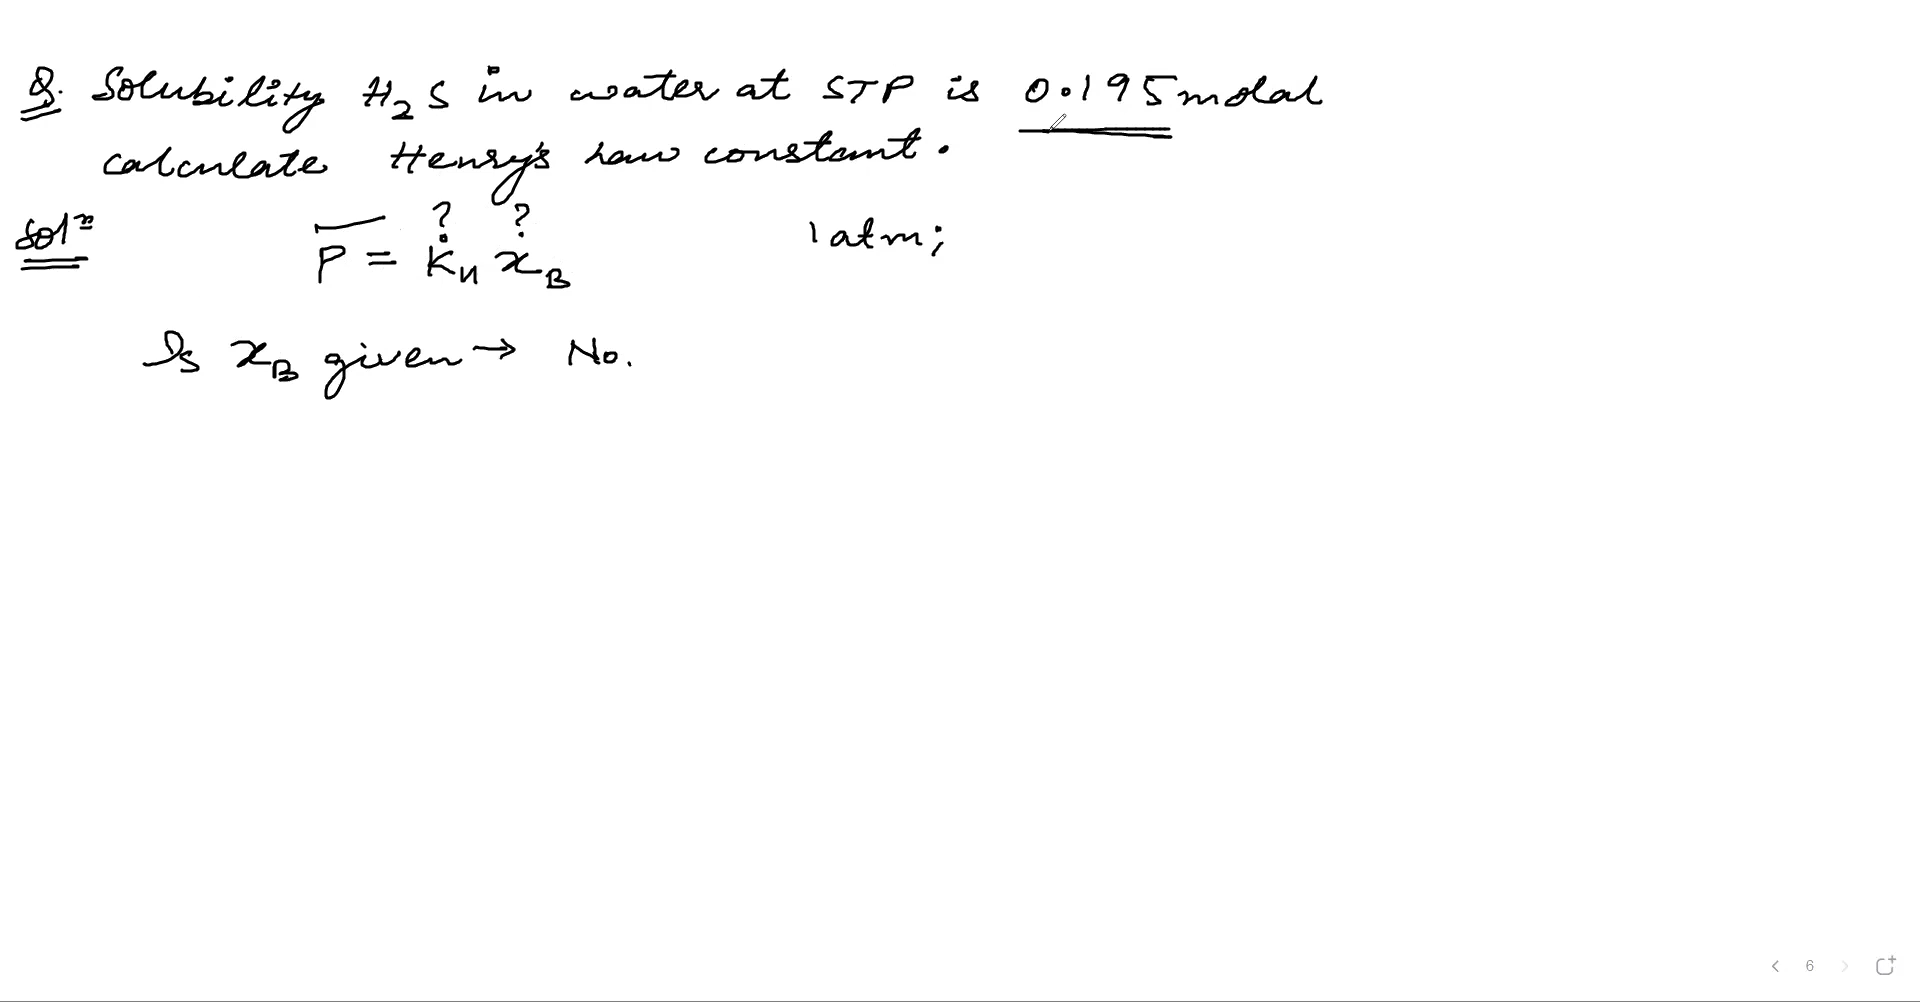 Q. Solubility H₂S in water at STP is 0.195 molal
calculate Henry's law constant.
Solⁿ
? ?
P = K_H x_B
1 atm;
Is x_B given → No.
6